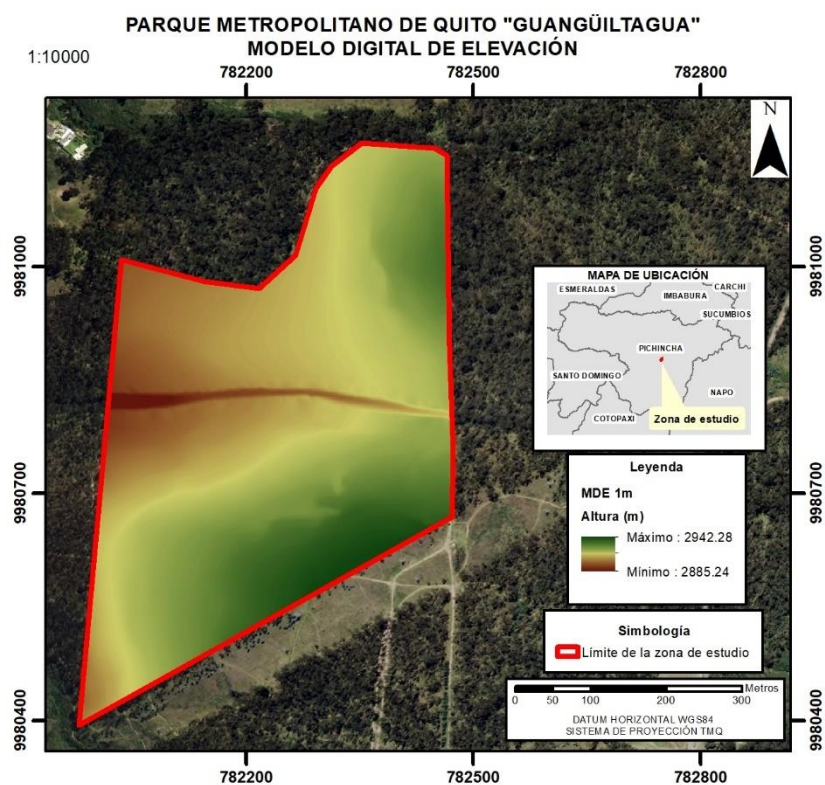 PARQUE METROPOLITANO DE QUITO "GUANGÜILTAGUA"
MODELO DIGITAL DE ELEVACIÓN
1:10000
782200
782500
782800
N
9981000
9981000
MAPA DE UBICACIÓN
ESMERALDAS
CARCHI
IMBABURA
SUCUMBIOS
PICHINCHA
SANTO DOMINGO
NAPO
COTOPAXI
Zona de estudio
9980700
9980700
Leyenda
MDE 1m
Altura (m)
Máximo : 2942.28
Mínimo : 2885.24
Simbología
Límite de la zona de estudio
Metros
0 50 100 200 300
DATUM HORIZONTAL WGS84
SISTEMA DE PROYECCIÓN TMQ
9980400
9980400
782200
782500
782800